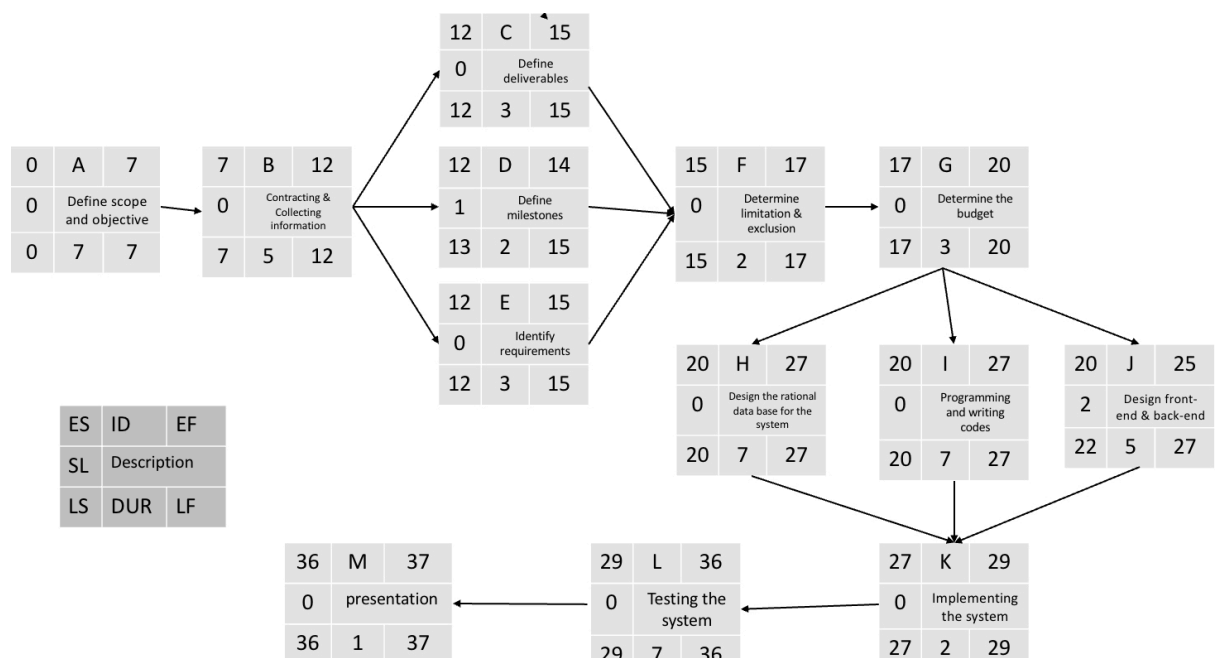 12 C 15
0 Define
deliverables
12 3 15
0 A 7
0 Define scope
and objective
0 7 7
7 B 12
0 Contracting &
Collecting
information
7 5 12
12 D 14
1 Define
milestones
13 2 15
15 F 17
0 Determine
limitation &
exclusion
15 2 17
17 G 20
0 Determine the
budget
17 3 20
12 E 15
0 Identify
requirements
12 3 15
20 H 27
0 Design the rational
data base for the
system
20 7 27
20 I 27
0 Programming
and writing
codes
20 7 27
20 J 25
2 Design front-
end & back-end
22 5 27
ES ID EF
SL Description
LS DUR LF
36 M 37
0 presentation
36 1 37
29 L 36
0 Testing the
system
29 7 36
27 K 29
0 Implementing
the system
27 2 29